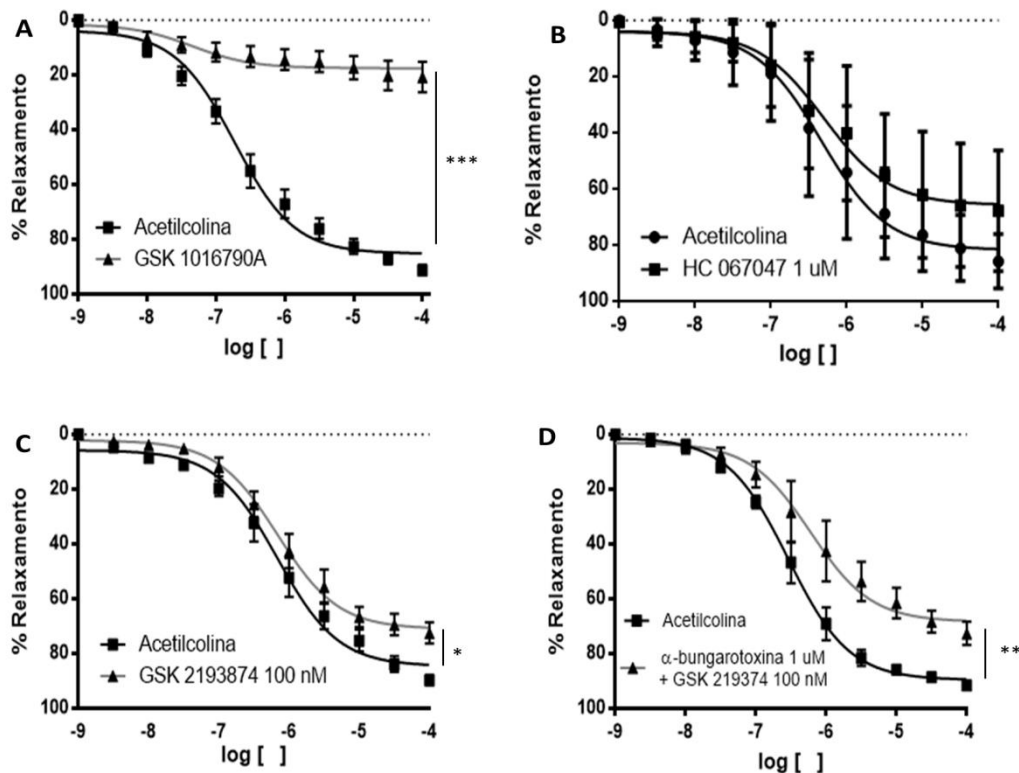 A
% Relaxamento
0
20
40
60
80
100
Acetilcolina
GSK 1016790A
***
-9 -8 -7 -6 -5 -4
log [ ]
B
% Relaxamento
0
20
40
60
80
100
Acetilcolina
HC 067047 1 uM
-9 -8 -7 -6 -5 -4
log []
C
% Relaxamento
0
20
40
60
80
100
Acetilcolina
GSK 2193874 100 nM
*
-9 -8 -7 -6 -5 -4
log [ ]
D
% Relaxamento
0
20
40
60
80
100
Acetilcolina
α-bungarotoxina 1 uM
+ GSK 219374 100 nM
**
-9 -8 -7 -6 -5 -4
log [ ]